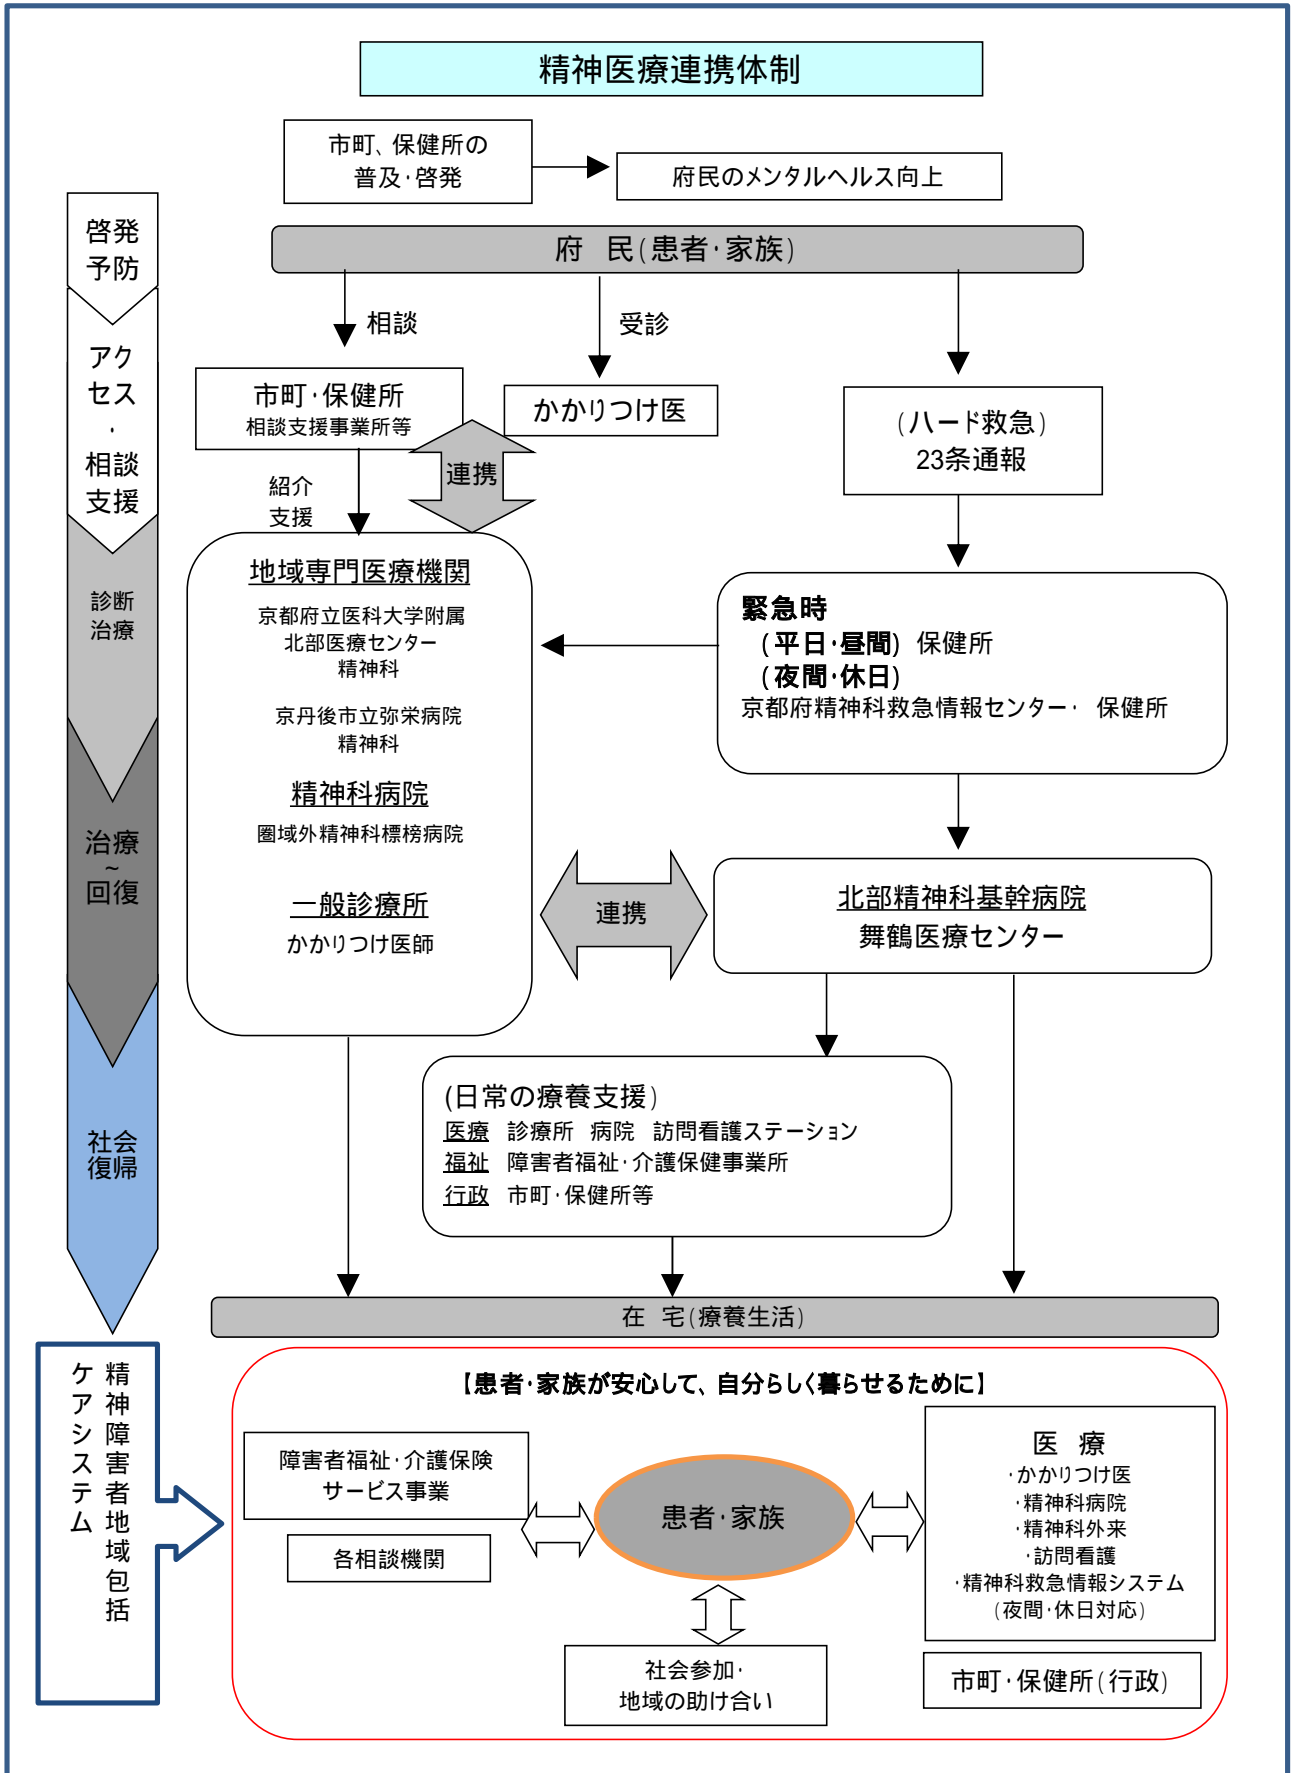 精神医療連携体制
市町、保健所の
普及・啓発
府民のメンタルヘルス向上
啓発
予防
府 民(患者・家族)
相談
受診
アク
セス
・
相談
支援
市町・保健所
相談支援事業所等
かかりつけ医
(ハード救急)
23条通報
連携
紹介
支援
診断
治療
地域専門医療機関
京都府立医科大学附属
北部医療センター
精神科
京丹後市立弥栄病院
精神科
精神科病院
圏域外精神科標榜病院
一般診療所
かかりつけ医師
緊急時
(平日・昼間) 保健所
(夜間・休日)
京都府精神科救急情報センター・ 保健所
治療
~
回復
連携
北部精神科基幹病院
舞鶴医療センター
社会
復帰
(日常の療養支援)
医療 診療所 病院 訪問看護ステーション
福祉 障害者福祉・介護保健事業所
行政 市町・保健所等
在 宅(療養生活)
精神障害者地域包括
ケアシステム
【患者・家族が安心して、自分らしく暮らせるために】
障害者福祉・介護保険
サービス事業
各相談機関
患者・家族
医 療
・かかりつけ医
・精神科病院
・精神科外来
・訪問看護
・精神科救急情報システム
(夜間・休日対応)
社会参加・
地域の助け合い
市町・保健所(行政)